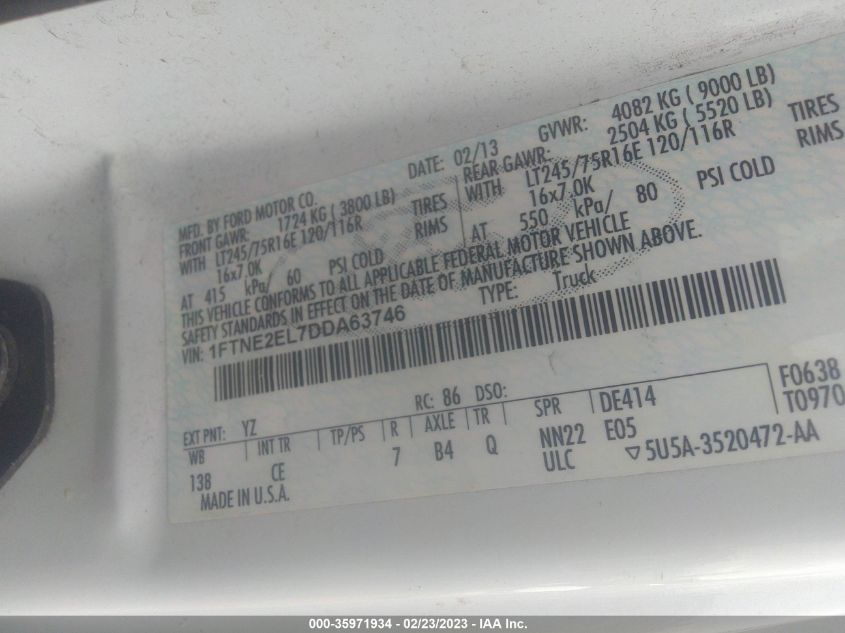 MFD. BY FORD MOTOR CO.
DATE: 02/13
GVWR: 4082 KG ( 9000 LB)
FRONT GAWR: 1724 KG ( 3800 LB)
REAR GAWR: 2504 KG ( 5520 LB)
WITH LT245/75R16E 120/116R TIRES
WITH LT245/75R16E 120/116R TIRES
16x7.0K RIMS
16x7.0K RIMS
AT 415 kPa/ 60 PSI COLD
AT 550 kPa/ 80 PSI COLD
THIS VEHICLE CONFORMS TO ALL APPLICABLE FEDERAL MOTOR VEHICLE
SAFETY STANDARDS IN EFFECT ON THE DATE OF MANUFACTURE SHOWN ABOVE.
VIN: 1FTNE2EL7DDA63746
TYPE: Truck
EXT PNT: YZ RC: 86 DSO:
WB INT TR TP/PS R AXLE TR SPR DE414 F0638
138 CE 7 B4 Q NN22 E05 T0970
MADE IN U.S.A. ULC ▽5U5A-3520472-AA
000-35971934 - 02/23/2023 - IAA Inc.